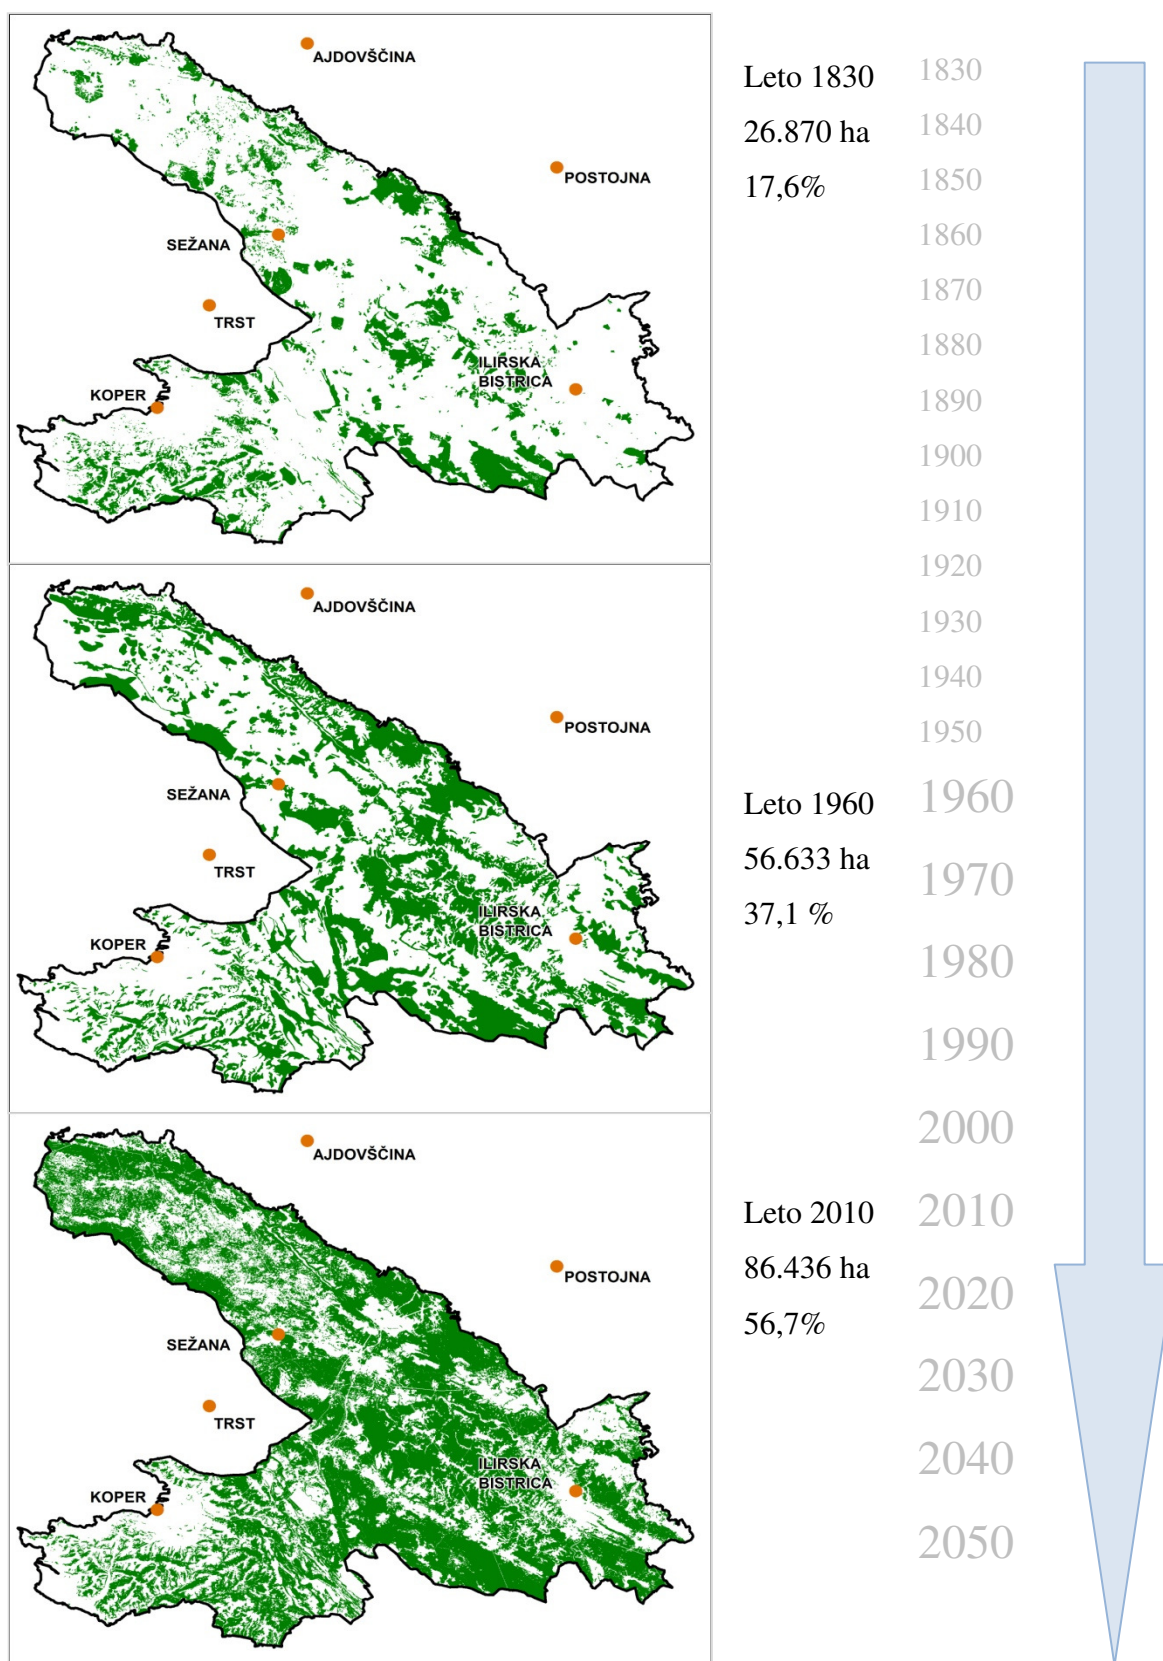 AJDOVŠČINA
POSTOJNA
SEŽANA
TRST
ILIRSKA
BISTRICA
KOPER
Leto 1830
26.870 ha
17,6%
AJDOVŠČINA
POSTOJNA
SEŽANA
TRST
ILIRSKA
BISTRICA
KOPER
Leto 1960
56.633 ha
37,1 %
AJDOVŠČINA
POSTOJNA
SEŽANA
TRST
ILIRSKA
BISTRICA
KOPER
Leto 2010
86.436 ha
56,7%
1830
1840
1850
1860
1870
1880
1890
1900
1910
1920
1930
1940
1950
1960
1970
1980
1990
2000
2010
2020
2030
2040
2050